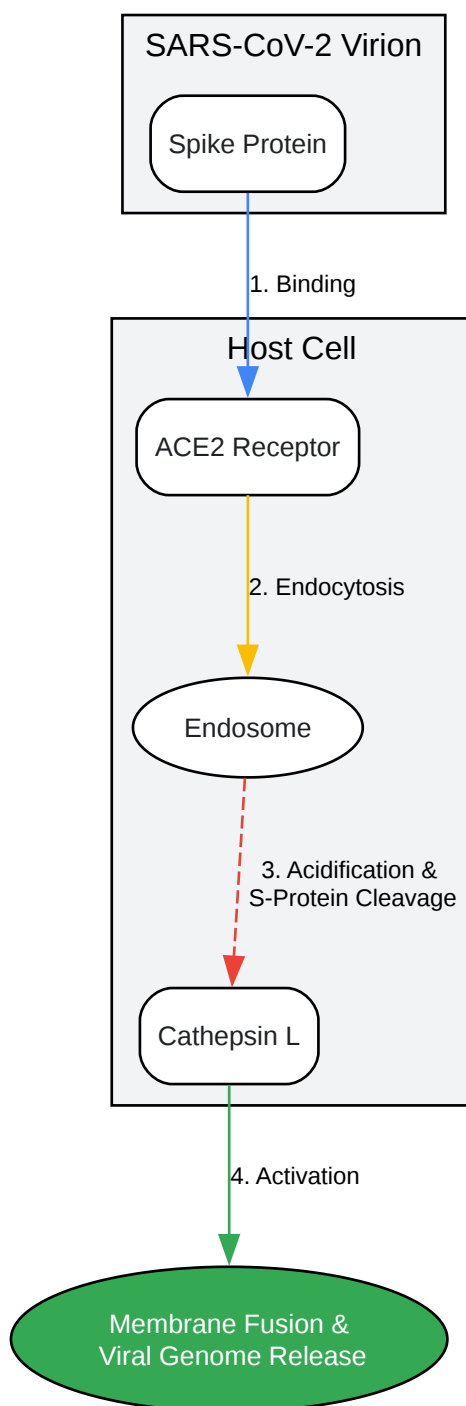 SARS-CoV-2 Virion
Spike Protein
1. Binding
Host Cell
ACE2 Receptor
2. Endocytosis
Endosome
3. Acidification &
S-Protein Cleavage
Cathepsin L
4. Activation
Membrane Fusion &
Viral Genome Release